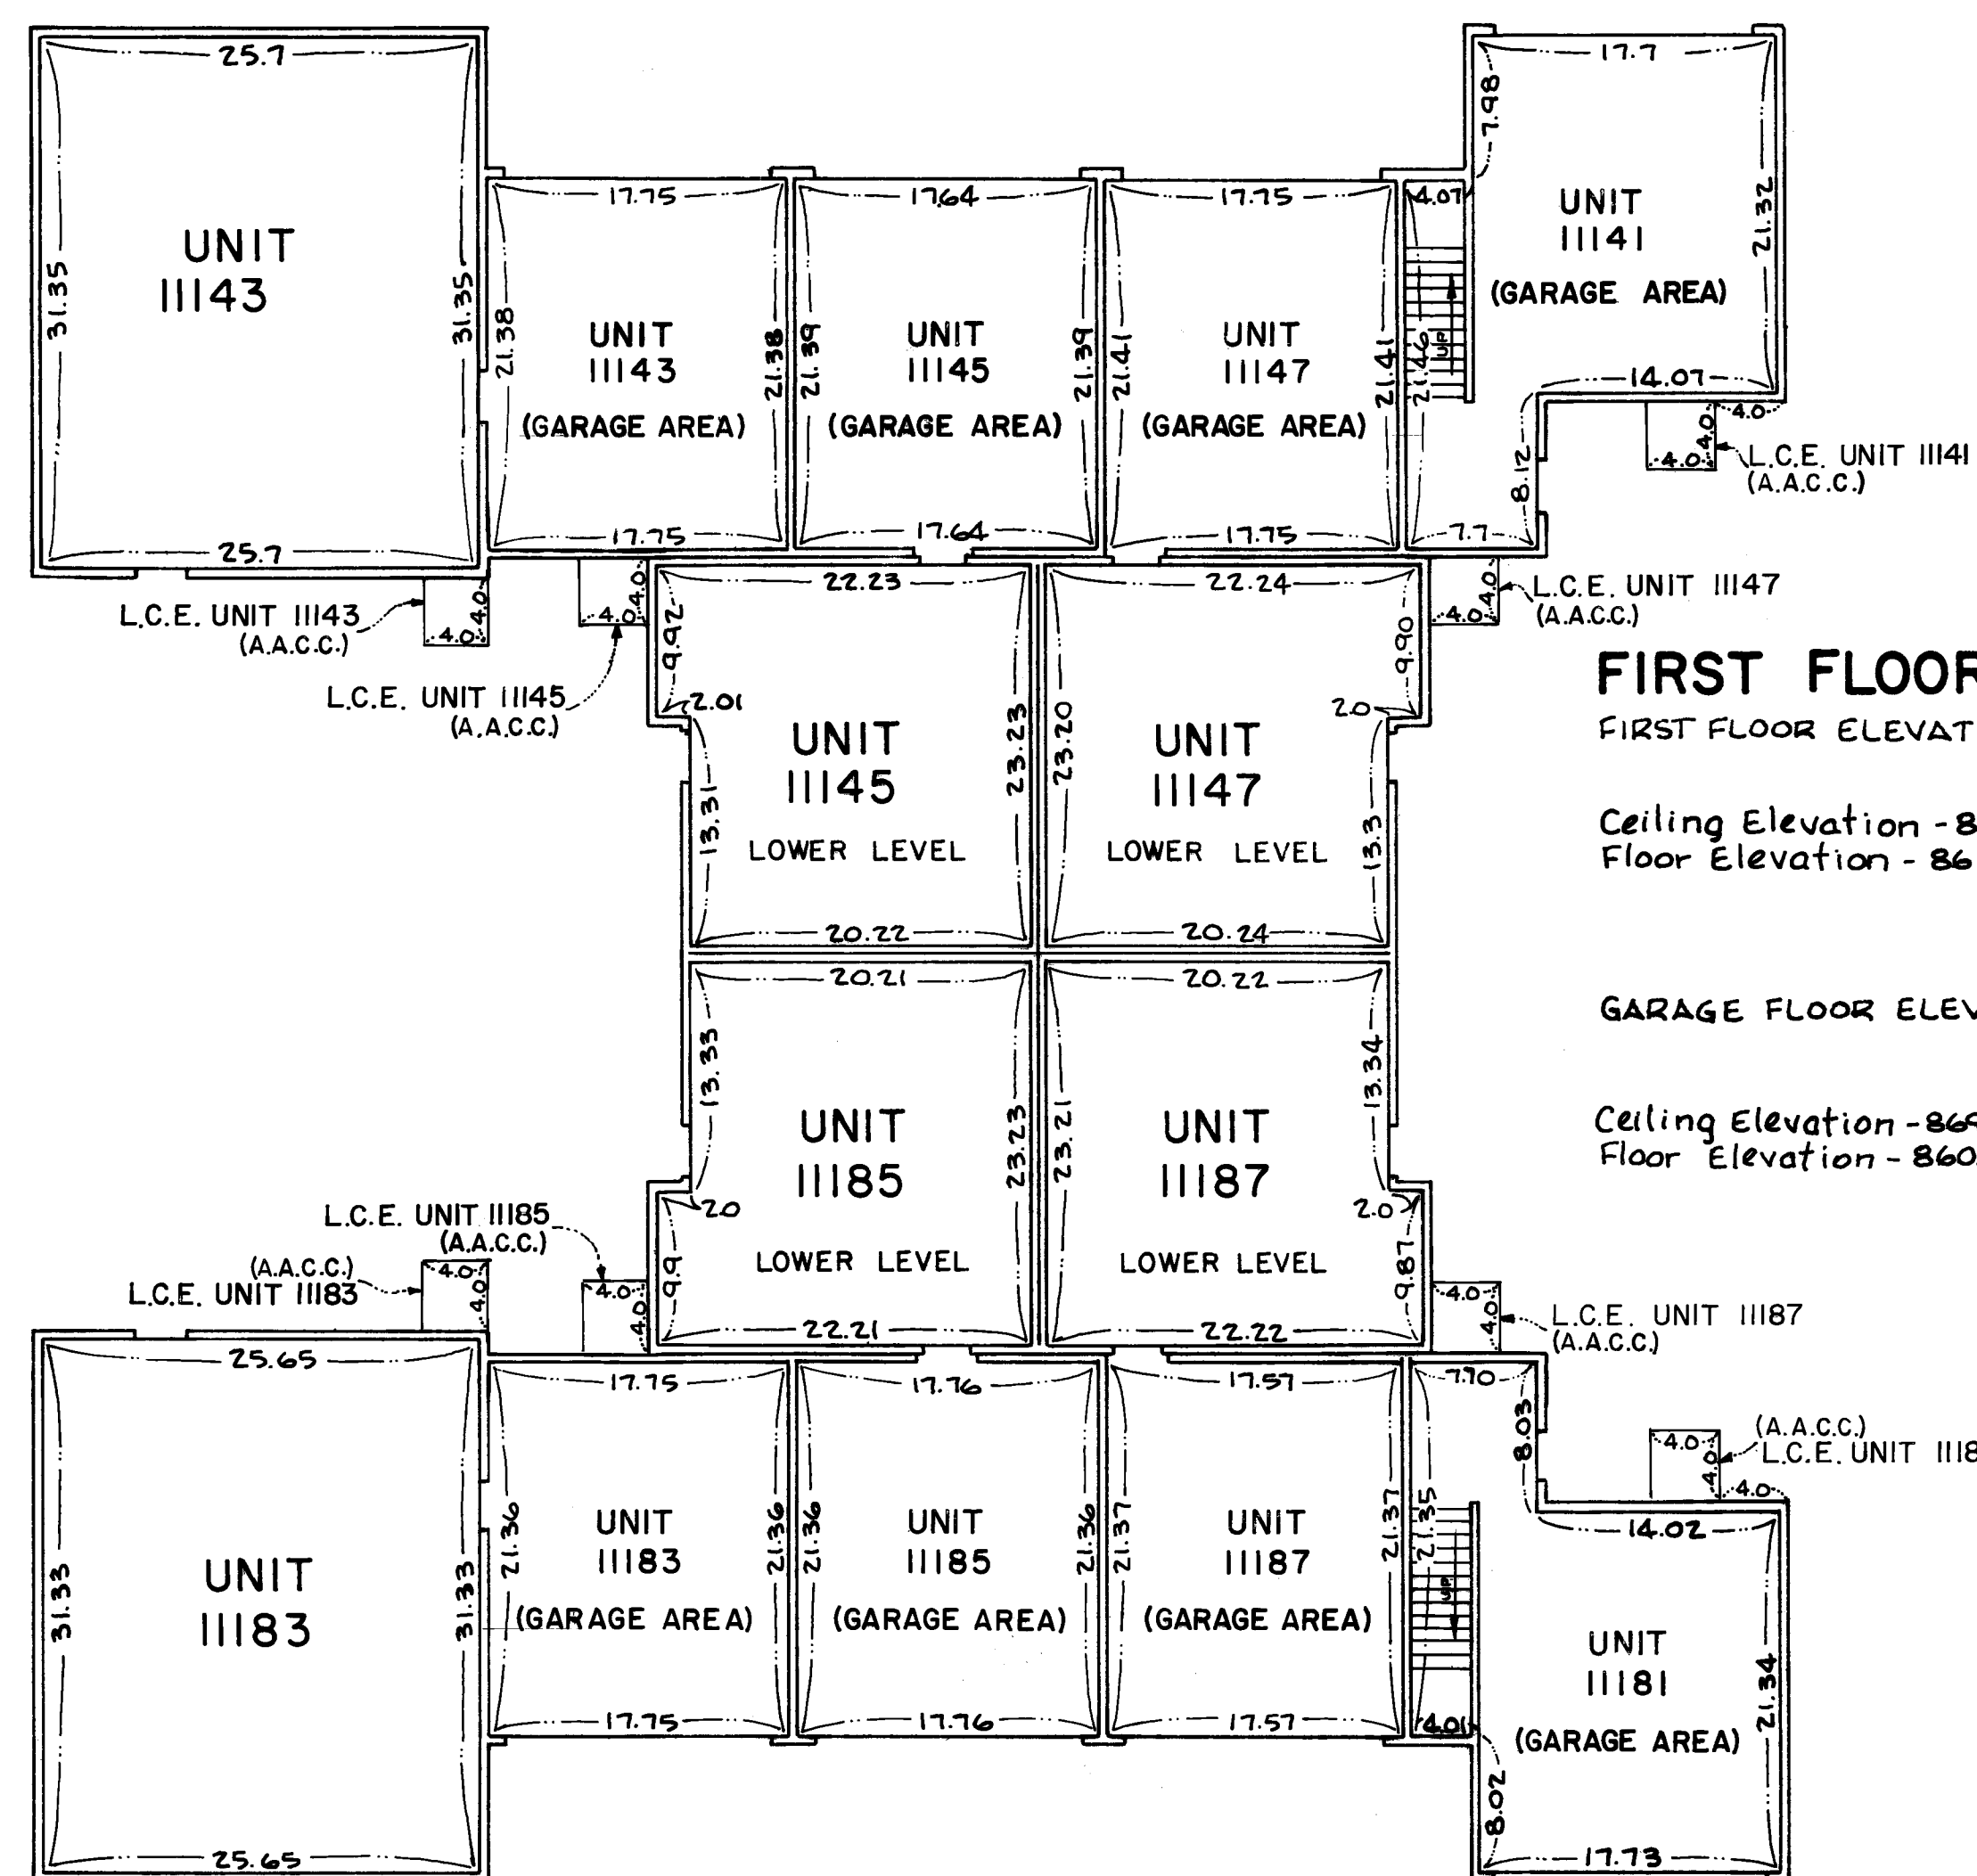 25.7
17.7
7.98
UNIT
11141
(GARAGE AREA)
21.32
14.07
4.07
21.46
UP
8.12
7.7
UNIT
11143
31.35
31.35
25.7
17.75
21.38
UNIT
11143
(GARAGE AREA)
21.38
17.75
17.64
21.39
UNIT
11145
(GARAGE AREA)
21.39
17.64
17.75
21.41
UNIT
11147
(GARAGE AREA)
21.41
17.75
4.0
4.0
4.0
L.C.E. UNIT 11141
(A.A.C.C.)
L.C.E. UNIT 11143
(A.A.C.C.)
4.0
4.0
L.C.E. UNIT 11145
(A.A.C.C.)
4.0
4.0
L.C.E. UNIT 11147
(A.A.C.C.)
4.0
4.0
22.23
9.92
2.01
UNIT
11145
LOWER LEVEL
13.31
23.23
20.22
22.24
9.90
2.0
UNIT
11147
LOWER LEVEL
23.20
13.3
20.24
FIRST FLOOR
FIRST FLOOR ELEVAT
Ceiling Elevation - 8
Floor Elevation - 86
GARAGE FLOOR ELEV
Ceiling Elevation - 869
Floor Elevation - 860.
20.21
13.33
UNIT
11185
LOWER LEVEL
23.23
2.0
9.9
22.21
20.22
13.34
UNIT
11187
LOWER LEVEL
23.21
2.0
9.87
22.22
L.C.E. UNIT 11185
(A.A.C.C.)
4.0
4.0
(A.A.C.C.)
L.C.E. UNIT 11183
4.0
4.0
4.0
4.0
L.C.E. UNIT 11187
(A.A.C.C.)
(A.A.C.C.)
L.C.E. UNIT 1118
4.0
4.0
4.0
25.65
31.33
UNIT
11183
31.33
25.65
17.75
21.36
UNIT
11183
(GARAGE AREA)
21.36
17.75
17.76
21.36
UNIT
11185
(GARAGE AREA)
21.36
17.76
17.57
21.37
UNIT
11187
(GARAGE AREA)
21.37
17.57
7.70
8.03
21.35
UP
4.01
8.02
14.02
UNIT
11181
(GARAGE AREA)
21.34
17.73